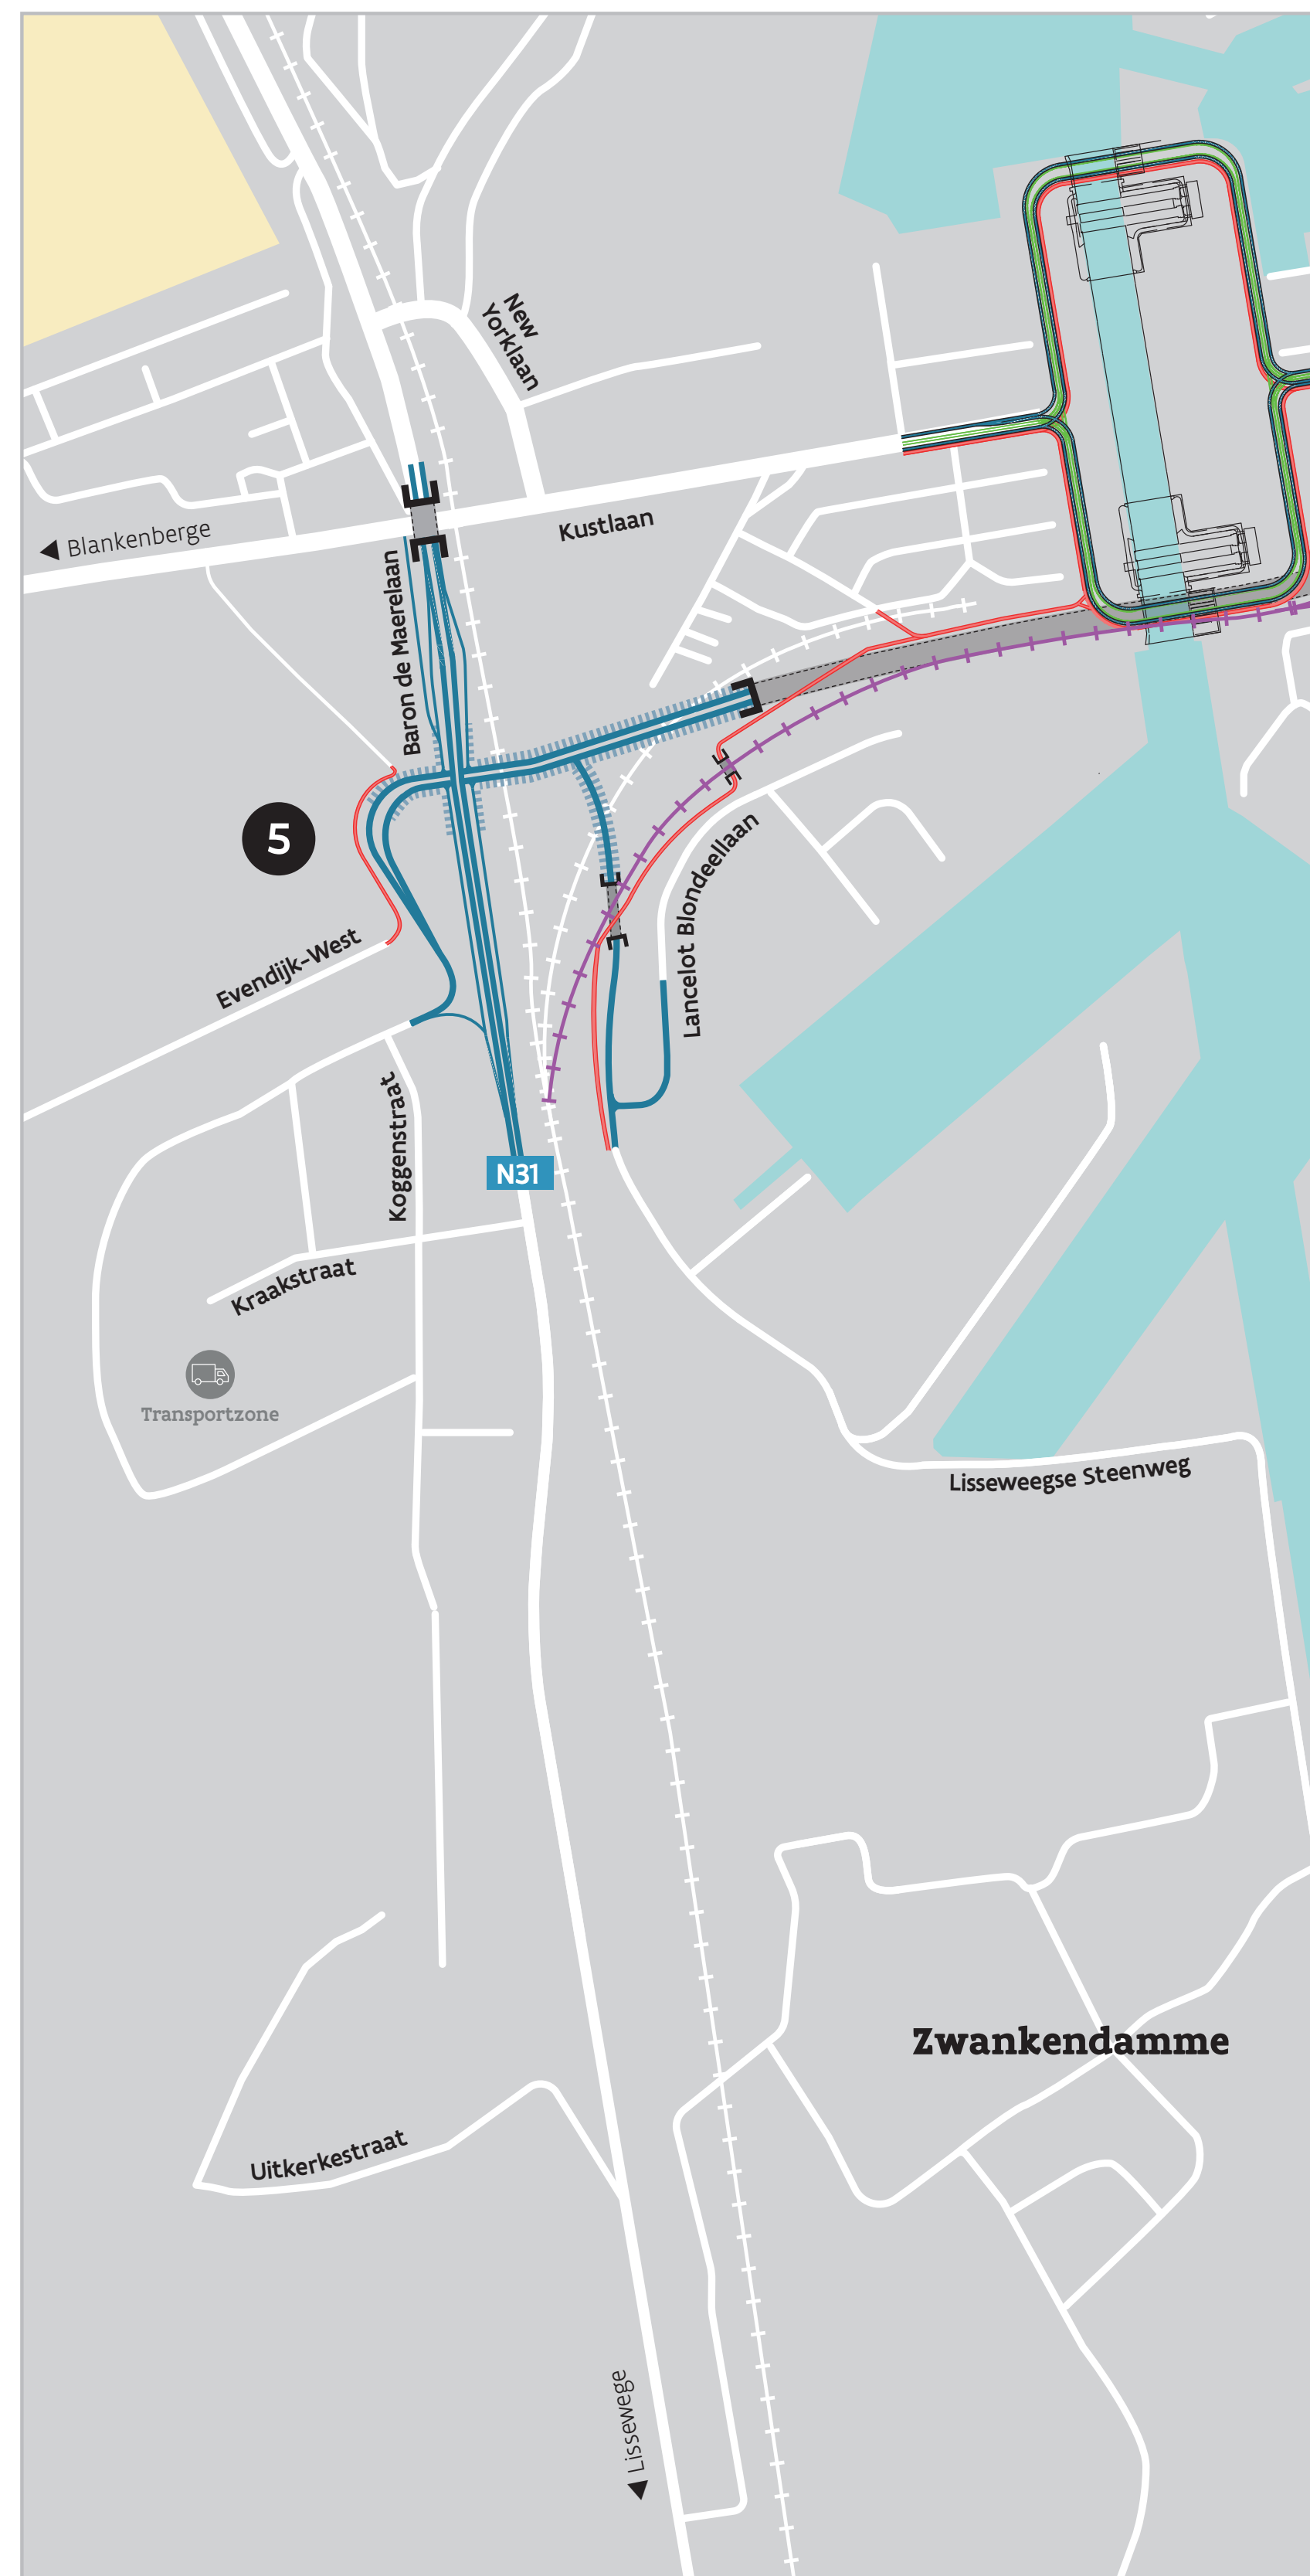 New
Yorklaan
Kustlaan
Blankenberge
Baron de Maerelaan
5
Lancelot Blondeellaan
Evendijk-West
Koggenstraat
N31
Kraakstraat
Transportzone
Lisseweegse Steenweg
Zwankendamme
Uitkerkestraat
Lissewege